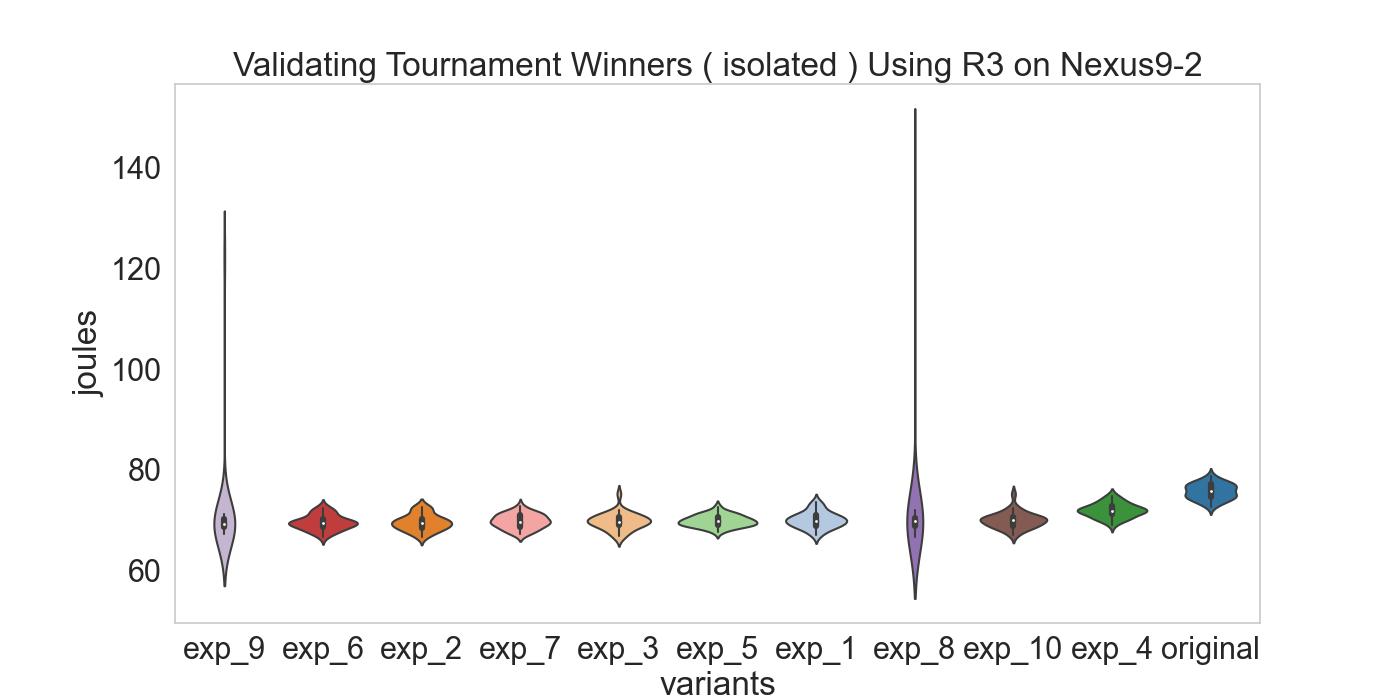 Validating Tournament Winners ( isolated ) Using R3 on Nexus9-2
140
120
100
80
60
joules
exp_9 exp_6 exp_2 exp_7 exp_3 exp_5 exp_1 exp_8 exp_10 exp_4 original
variants